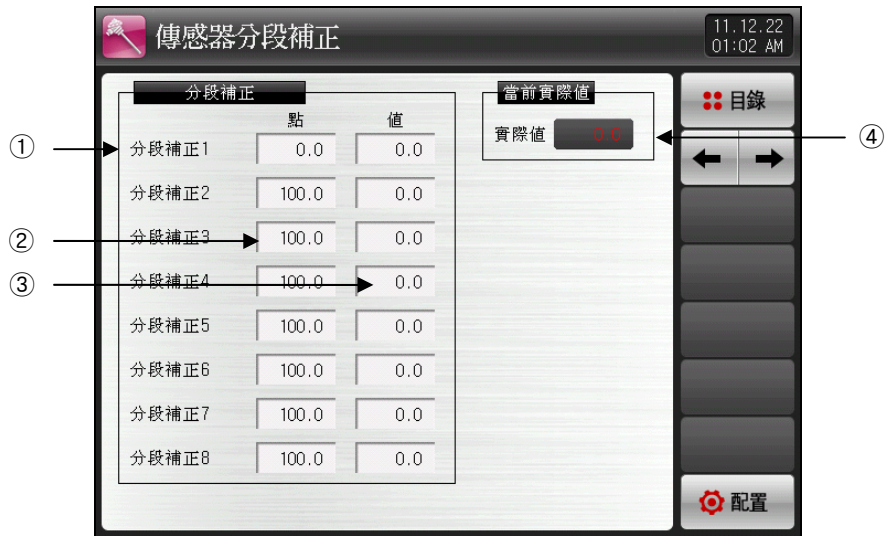 傳感器分段補正
11.12.22
01:02 AM
分段補正
點 值
① 分段補正1 0.0 0.0
分段補正2 100.0 0.0
② 分段補正3 100.0 0.0
③ 分段補正4 100.0 0.0
分段補正5 100.0 0.0
分段補正6 100.0 0.0
分段補正7 100.0 0.0
分段補正8 100.0 0.0
當前實際值
實際值 0.0 ④
目錄
配置